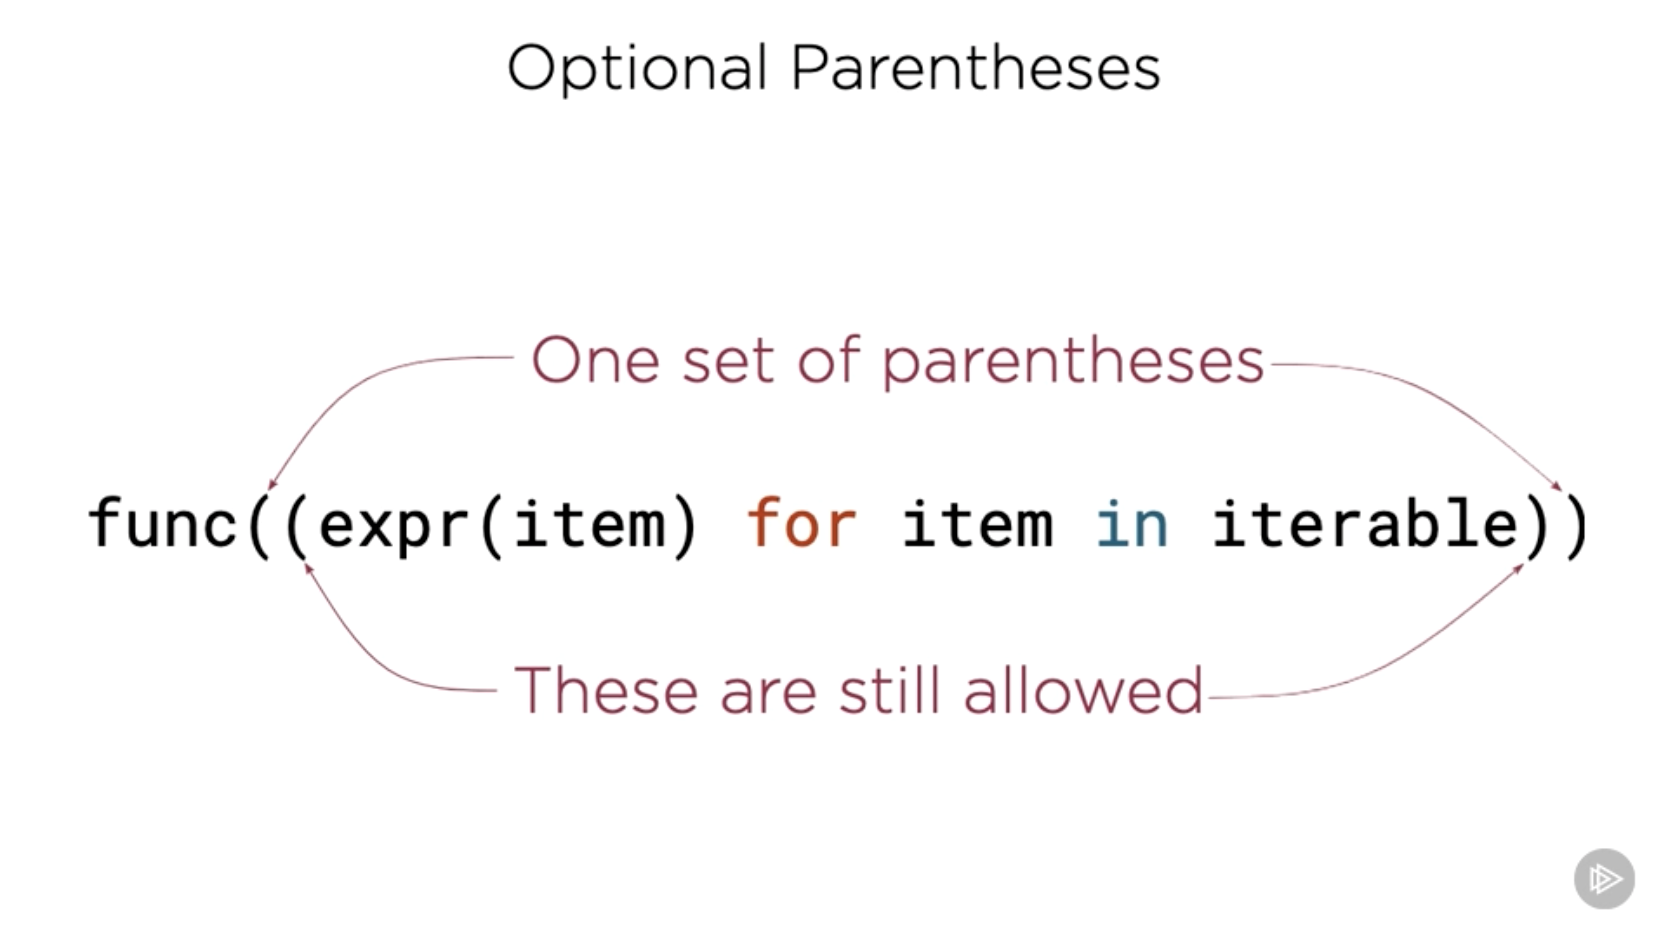 Optional Parentheses
One set of parentheses
func((expr(item) for item in iterable))
These are still allowed